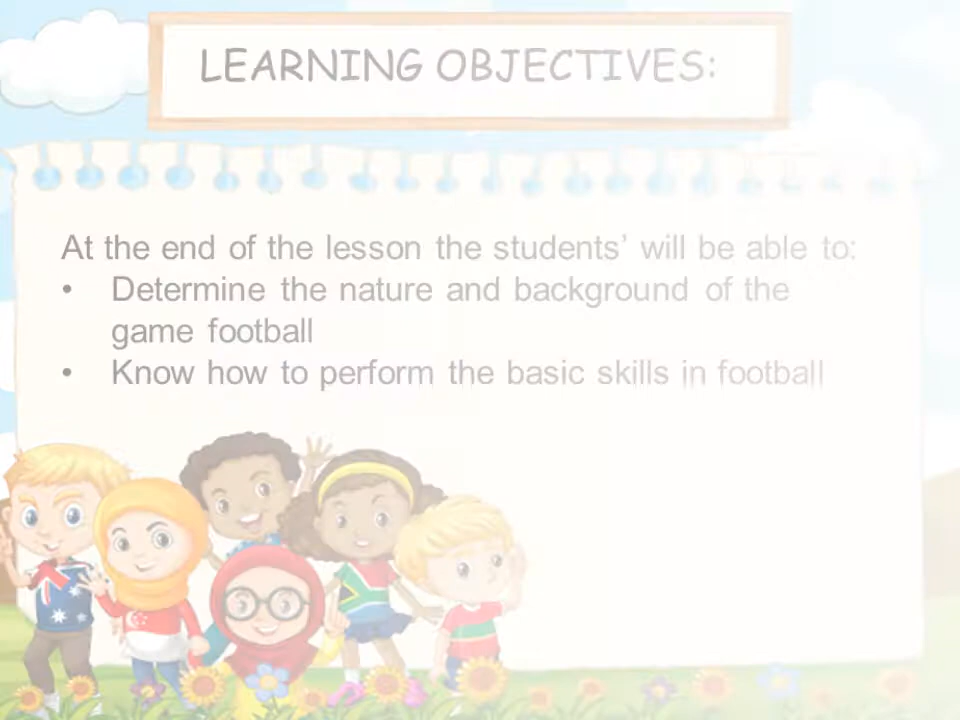 LEARNING OBJECTIVES:
At the end of the lesson the students’ will be able to:
• Determine the nature and background of the
game football
• Know how to perform the basic skills in football